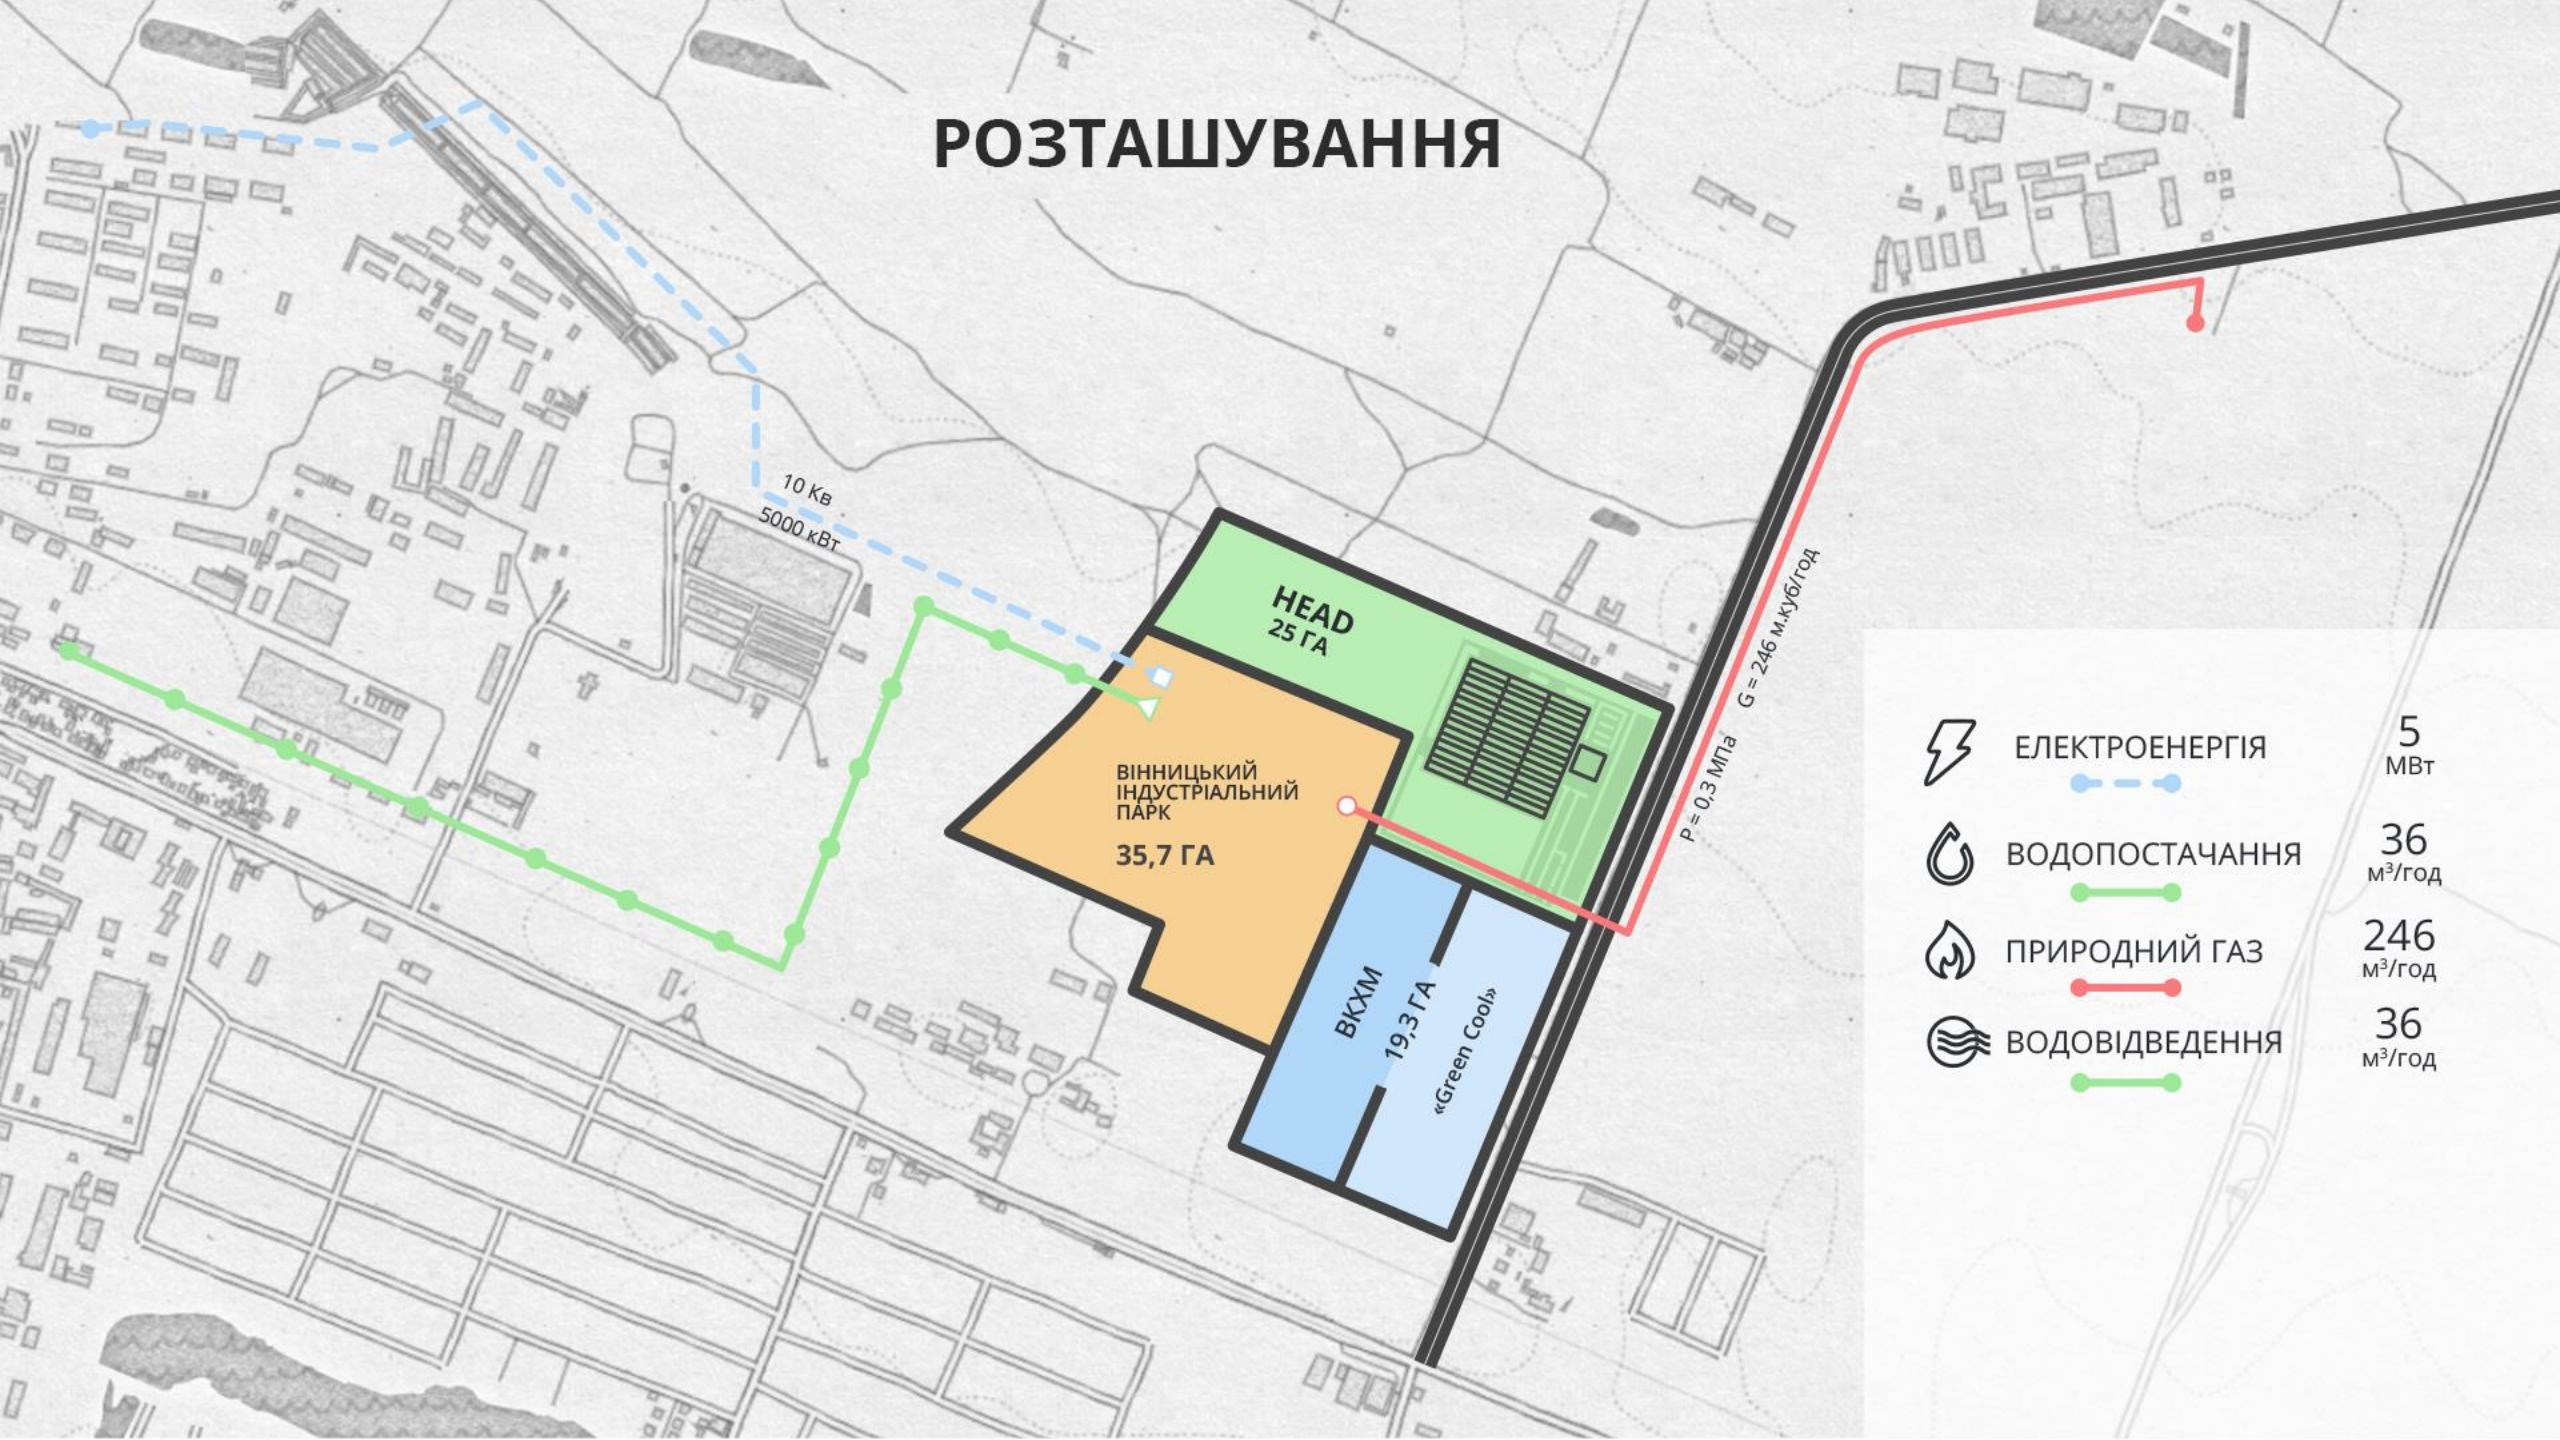 РОЗТАШУВАННЯ
10 Кв
5000 кВт
HEAD
25 ГА
ВІННИЦЬКИЙ
ІНДУСТРІАЛЬНИЙ
ПАРК
35,7 ГА
ВКХМ
19,3 ГА
«Green Cool»
P = 0,3 МПа G = 246 м.куб/год
ЕЛЕКТРОЕНЕРГІЯ
5
МВт
ВОДОПОСТАЧАННЯ
36
м³/год
ПРИРОДНИЙ ГАЗ
246
м³/год
ВОДОВІДВЕДЕННЯ
36
м³/год